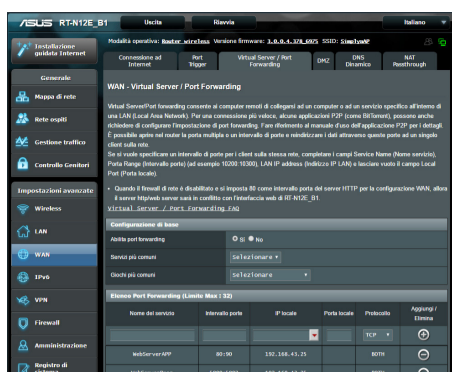 ASUS RT-N12E_B1 Uscita Riavvia Italiano
Modalità operativa: Router wireless Versione firmware: 3.0.0.4.378_6975 SSID: SimplyWAP
Installazione guidata Internet
Generale
Mappa di rete
Rete ospiti
Gestione traffico
Controllo Genitori
Impostazioni avanzate
Wireless
LAN
WAN
IPv6
VPN
Firewall
Amministrazione
Registro di
Connessione ad Internet
Port Trigger
Virtual Server / Port Forwarding
DMZ
DNS Dinamico
NAT Passthrough
WAN - Virtual Server / Port Forwarding
Virtual Server/Port forwarding consente ai computer remoti di collegarsi ad un computer o ad un servizio specifico all'interno di
una LAN (Local Area Network). Per una connessione più veloce, alcune applicazioni P2P (come BitTorrent), possono anche
richiedere di configurare l'impostazione di port forwarding. Fare riferimento al manuale d'uso dell'applicazione P2P per i dettagli.
È possibile aprire nel router la porta multipla o un intervallo di porte e reindirizzare i dati attraverso queste porte ad un singolo
client sulla rete.
Se si vuole specificare un intervallo di porte per i client sulla stessa rete, completare i campi Service Name (Nome servizio),
Porta Range (Intervallo porte) (ad esempio 10200:10300), LAN IP address (Indirizzo IP LAN) e lasciare vuoto il campo Local
Port (Porta locale).
• Quando il firewall di rete è disabilitato e si imposta 80 come intervallo porta del server HTTP per la configurazione WAN, allora
il server http/web server sarà in conflitto con l'interfaccia web di RT-N12E_B1.
Virtual Server / Port Forwarding FAQ
Configurazione di base
Abilita port forwarding Sì No
Servizi più comuni Selezionare
Giochi più comuni Selezionare
Elenco Port Forwarding (Limite Max : 32)
Nome del servizio Intervallo porte IP locale Porta locale Protocollo Aggiungi / Elimina
TCP
WebServerAPP 80:90 192.168.43.25 BOTH